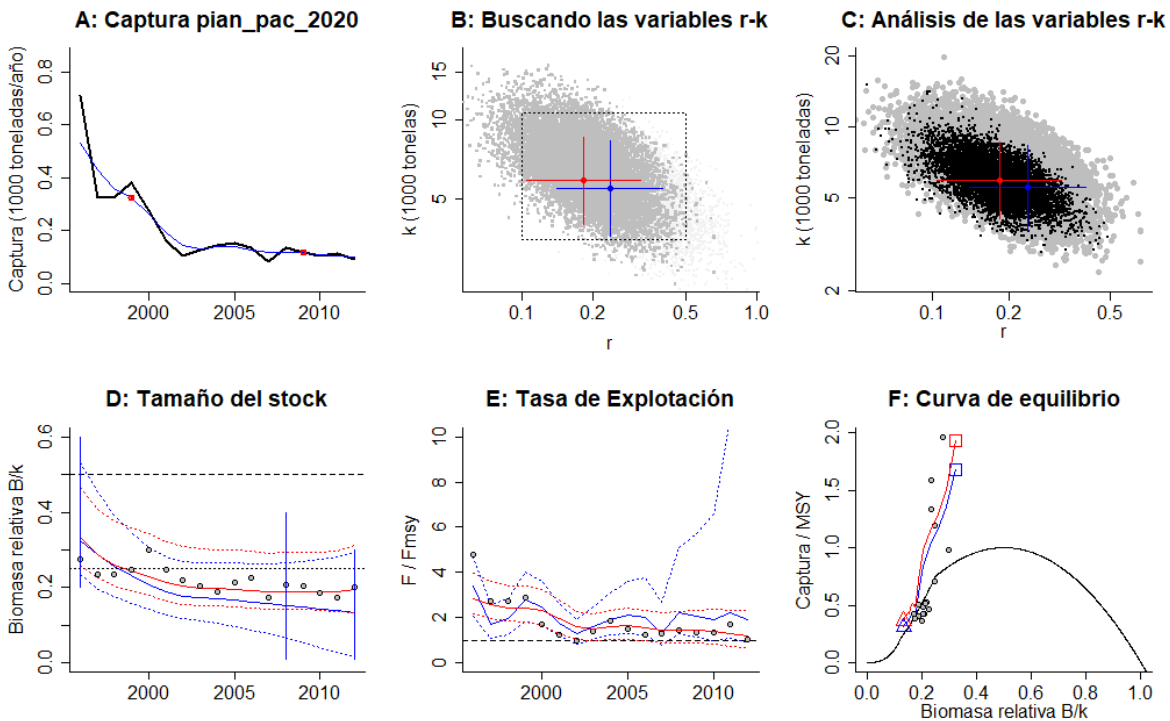 A: Captura pian_pac_2020
Captura (1000 toneladas/año)
0.0 0.2 0.4 0.6 0.8
2000 2005 2010
B: Buscando las variables r-k
k (1000 tonelas)
5 10 15
0.1 0.2 0.5 1.0
r
C: Análisis de las variables r-k
k (1000 toneladas)
2 5 10 20
0.1 0.2 0.5
r
D: Tamaño del stock
Biomasa relativa B/k
0.0 0.2 0.4 0.6
2000 2005 2010
E: Tasa de Explotación
F / Fmsy
0 2 4 6 8 10
2000 2005 2010
F: Curva de equilibrio
Captura / MSY
0.0 0.5 1.0 1.5 2.0
0.0 0.2 0.4 0.6 0.8 1.0
Biomasa relativa B/k